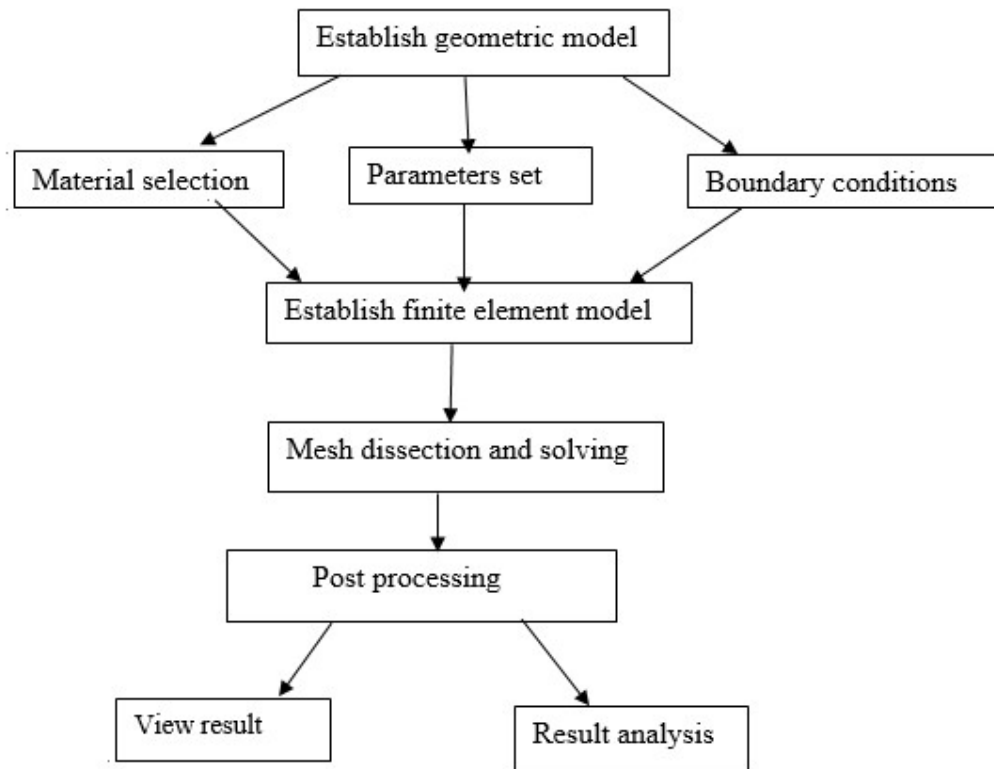 Establish geometric model
Material selection
Parameters set
Boundary conditions
Establish finite element model
Mesh dissection and solving
Post processing
View result
Result analysis